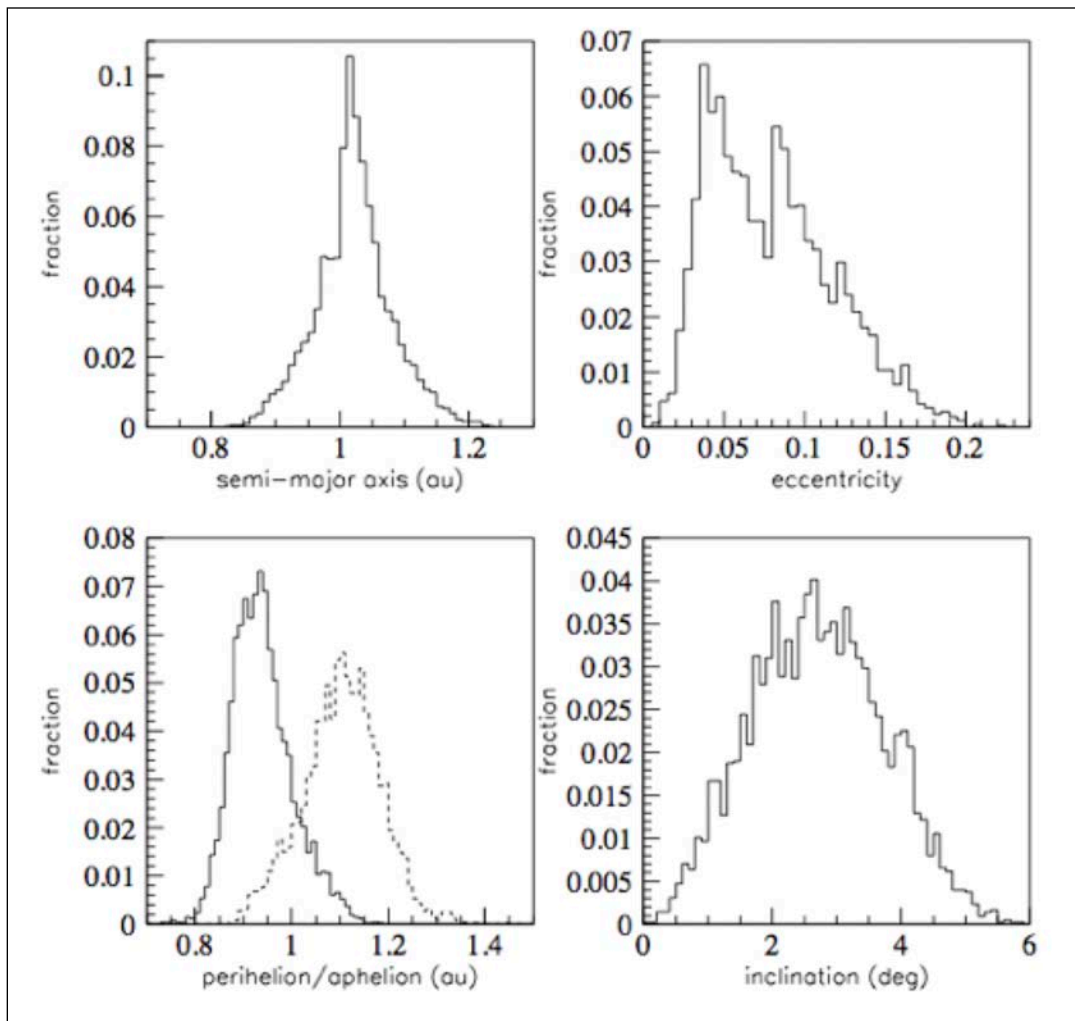 0.1
0.08
0.06
0.04
0.02
0
fraction
0.8 1 1.2
semi-major axis (au)
0.07
0.06
0.05
0.04
0.03
0.02
0.01
0
fraction
0 0.05 0.1 0.15 0.2
eccentricity
0.08
0.07
0.06
0.05
0.04
0.03
0.02
0.01
0
fraction
0.8 1 1.2 1.4
perihelion/aphelion (au)
0.045
0.04
0.035
0.03
0.025
0.02
0.015
0.01
0.005
0
fraction
0 2 4 6
inclination (deg)